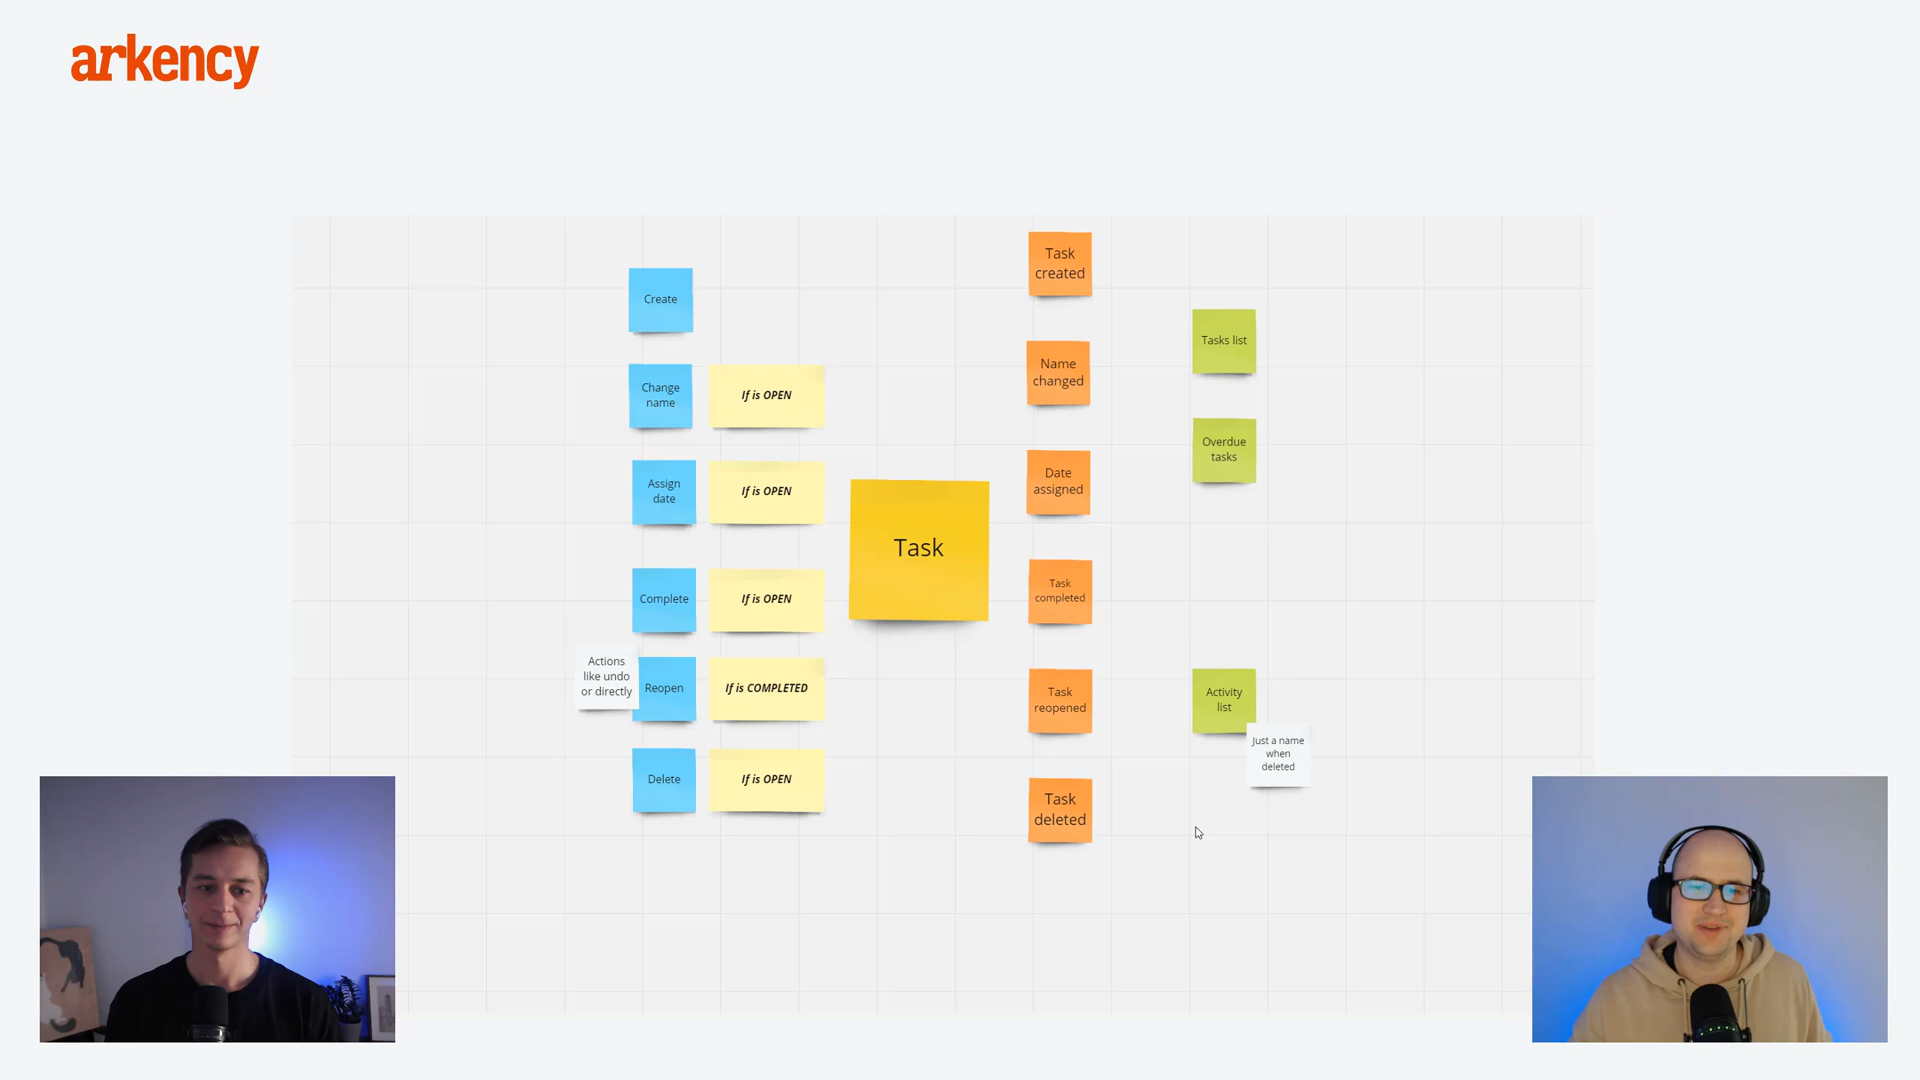 arkency
Create
Change
name
If is OPEN
Assign
date
If is OPEN
Complete
If is OPEN
Actions
like undo
or directly
Reopen
If is COMPLETED
Delete
If is OPEN
Task
Task
created
Name
changed
Date
assigned
Task
completed
Task
reopened
Task
deleted
Tasks list
Overdue
tasks
Activity
list
Just a name
when
deleted